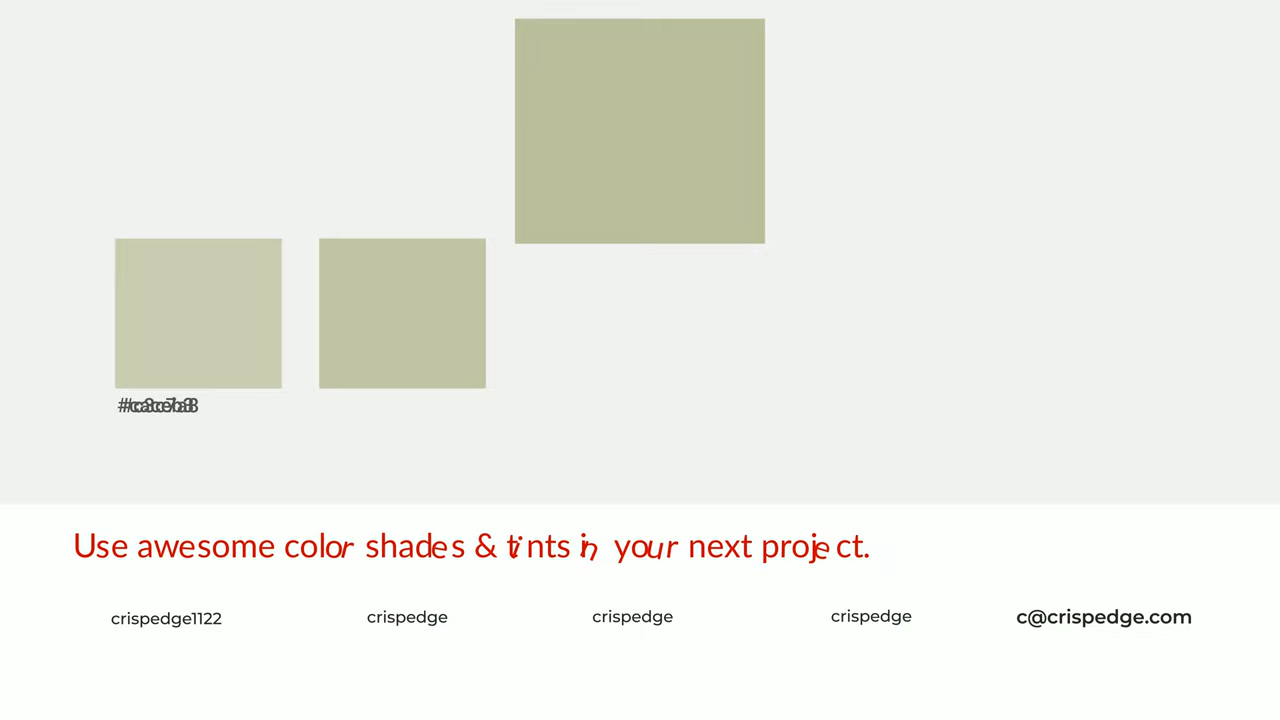 Use awesome color shades & tints in your next project.
crispedge1122 crispedge crispedge crispedge c@crispedge.com